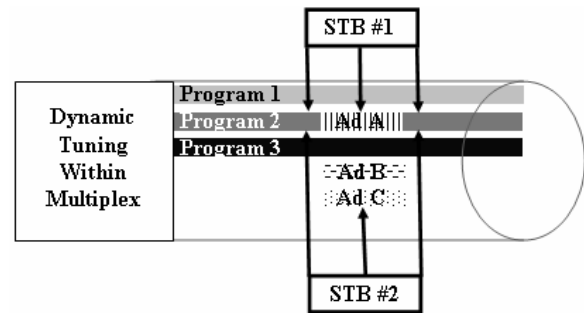 STB #1
Dynamic
Tuning
Within
Multiplex
Program 1
Program 2
Ad A
Program 3
Ad B
Ad C
STB #2